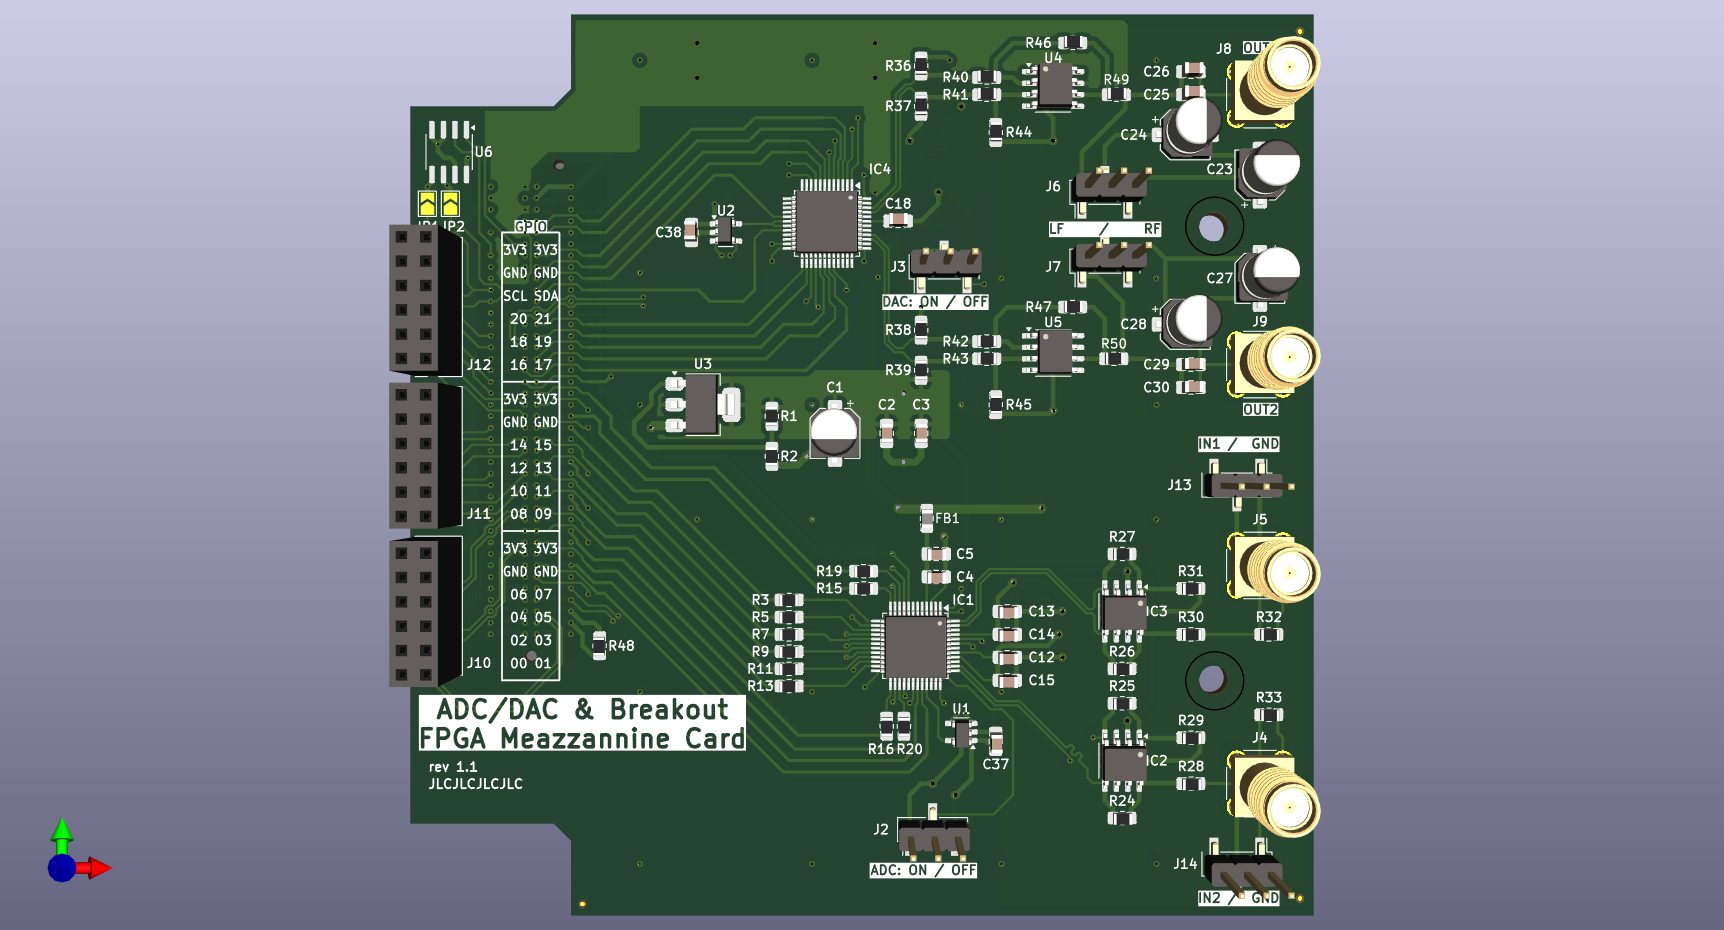 R46
U4
J8
OUT
R36
R40
R41
R49
C26
C25
R37
R44
C24
U6
IC4
C23
J6
JP2
GPIO
U2
C38
C18
LF / RF
J3
J7
C27
3V3 3V3
GND GND
SCL SDA
20 21
18 19
16 17
J12
DAC: ON / OFF
R47
U5
C28
J9
R38
R42
R43
R50
R39
C29
C30
U3
R45
OUT2
3V3 3V3
GND GND
14 15
12 13
10 11
08 09
J11
C1
+
C2
C3
R1
R2
IN1 / GND
J13
J5
FB1
C5
C4
R27
3V3 3V3
GND GND
06 07
04 05
02 03
00 01
J10
R19
R15
R3
R5
R7
R9
R11
R13
IC1
C13
C14
C12
C15
R31
IC3
R30
R32
R26
R25
R48
R33
ADC/DAC & Breakout
FPGA Meazzannine Card
rev 1.1
JLCJLCJLCJLC
R16
R20
U1
C37
R29
J4
IC2
R28
R24
J2
ADC: ON / OFF
J14
IN2 / GND